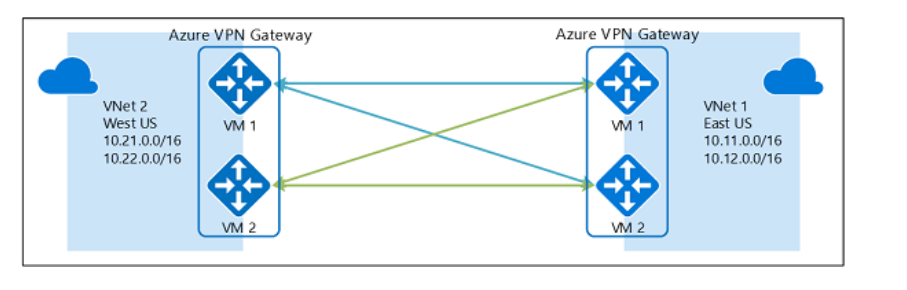 Azure VPN Gateway
Azure VPN Gateway
VNet 2
West US
10.21.0.0/16
10.22.0.0/16
VM 1
VM 2
VM 1
VM 2
VNet 1
East US
10.11.0.0/16
10.12.0.0/16